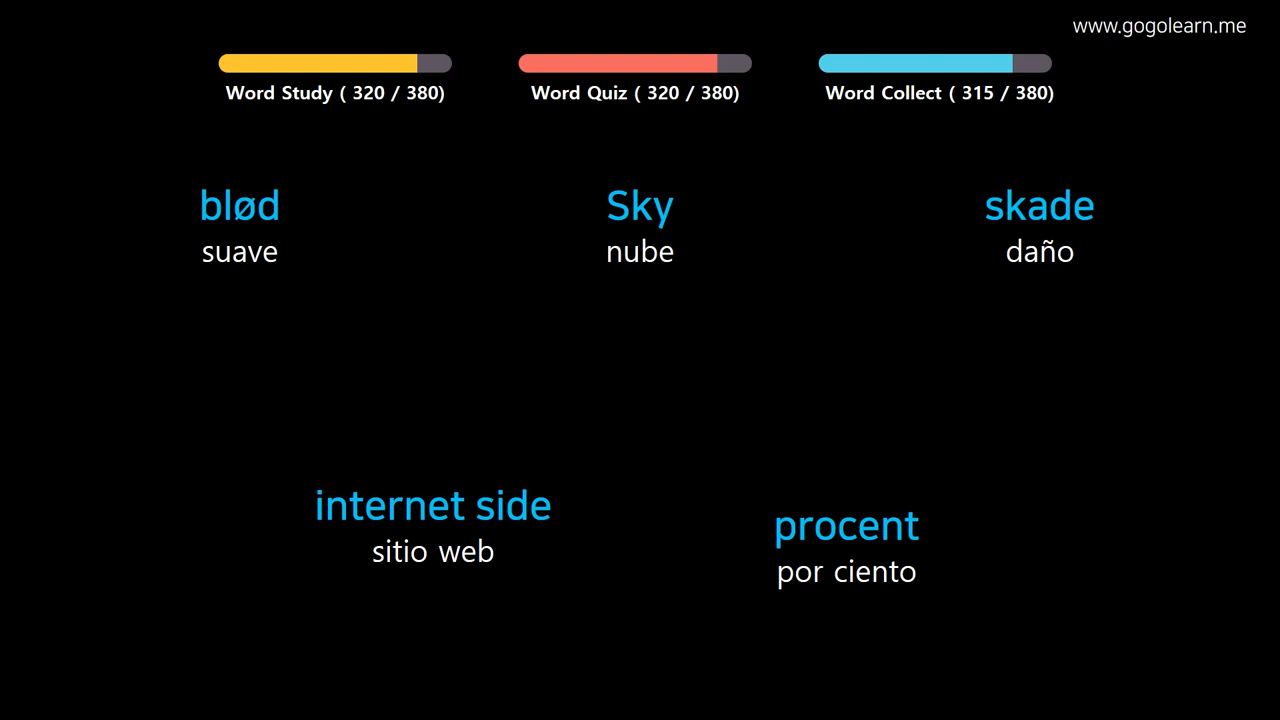 www.gogolearn.me
Word Study ( 320 / 380)
Word Quiz ( 320 / 380)
Word Collect ( 315 / 380)
blød
suave
Sky
nube
skade
daño
internet side
sitio web
procent
por ciento